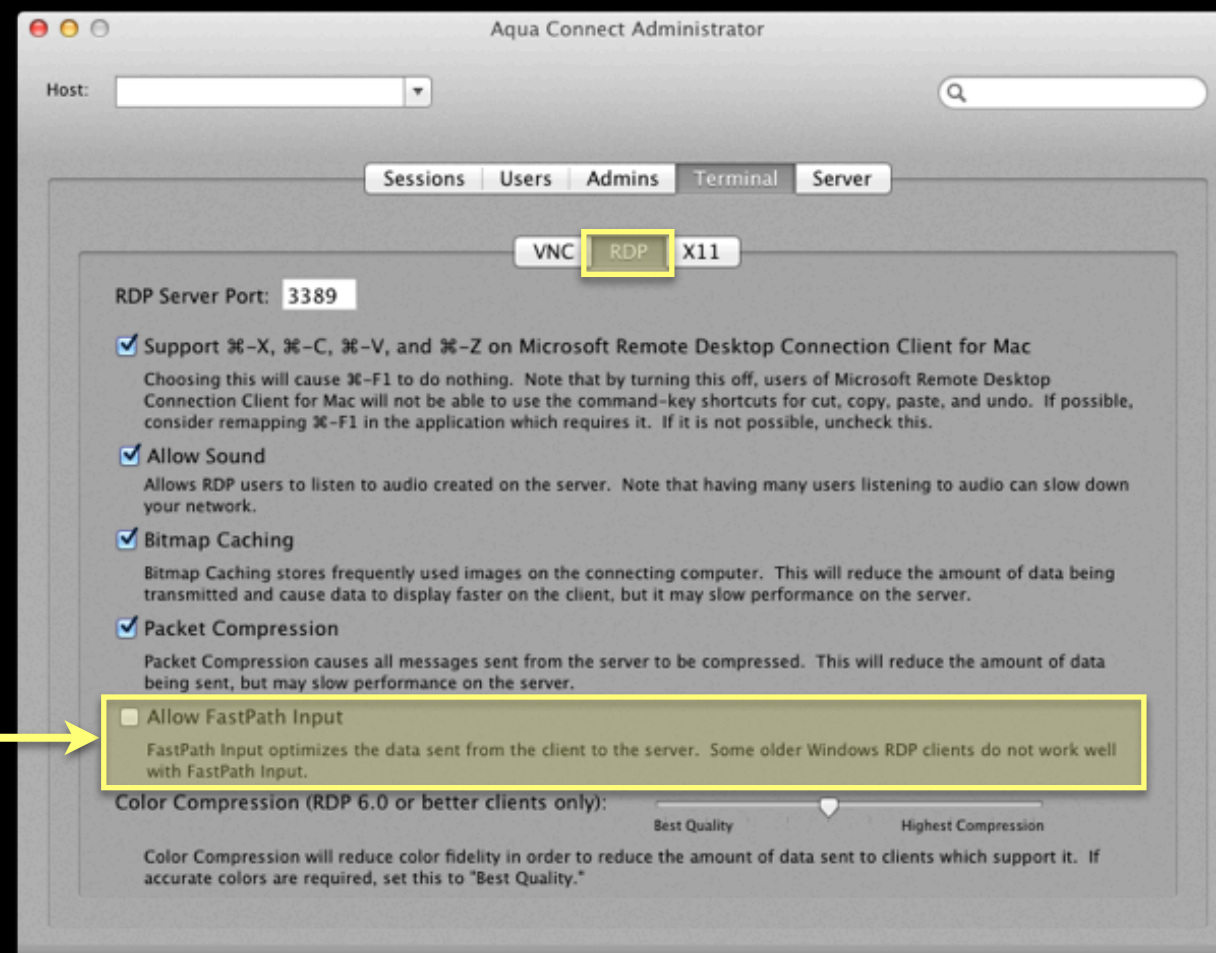 Aqua Connect Administrator
Host:
Sessions Users Admins Terminal Server
VNC RDP X11
RDP Server Port: 3389
Support ⌘-X, ⌘-C, ⌘-V, and ⌘-Z on Microsoft Remote Desktop Connection Client for Mac
Choosing this will cause ⌘-F1 to do nothing. Note that by turning this off, users of Microsoft Remote Desktop
Connection Client for Mac will not be able to use the command-key shortcuts for cut, copy, paste, and undo. If possible,
consider remapping ⌘-F1 in the application which requires it. If it is not possible, uncheck this.
Allow Sound
Allows RDP users to listen to audio created on the server. Note that having many users listening to audio can slow down
your network.
Bitmap Caching
Bitmap Caching stores frequently used images on the connecting computer. This will reduce the amount of data being
transmitted and cause data to display faster on the client, but it may slow performance on the server.
Packet Compression
Packet Compression causes all messages sent from the server to be compressed. This will reduce the amount of data
being sent, but may slow performance on the server.
Allow FastPath Input
FastPath Input optimizes the data sent from the client to the server. Some older Windows RDP clients do not work well
with FastPath Input.
Color Compression (RDP 6.0 or better clients only):
Best Quality Highest Compression
Color Compression will reduce color fidelity in order to reduce the amount of data sent to clients which support it. If
accurate colors are required, set this to "Best Quality."